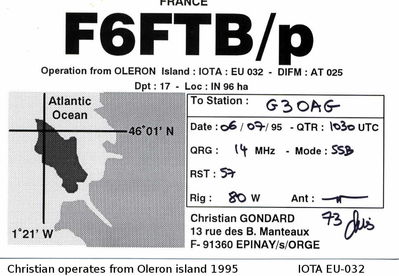 FRANCE
F6FTB/p
Operation from OLERON Island : IOTA : EU 032 - DIFM : AT 025
Dpt : 17 - Loc : IN 96 ha
Atlantic
Ocean
46°01' N
1°21' W
To Station : G3OAG
Date : 06/07/95 - QTR : 1030 UTC
QRG : 14 MHz - Mode : SSB
RST : 57
Rig : 80 W Ant :
73
Christian GONDARD
13 rue des B. Manteaux
F- 91360 EPINAY s/ORGE
Christian operates from Oleron island 1995 IOTA EU-032